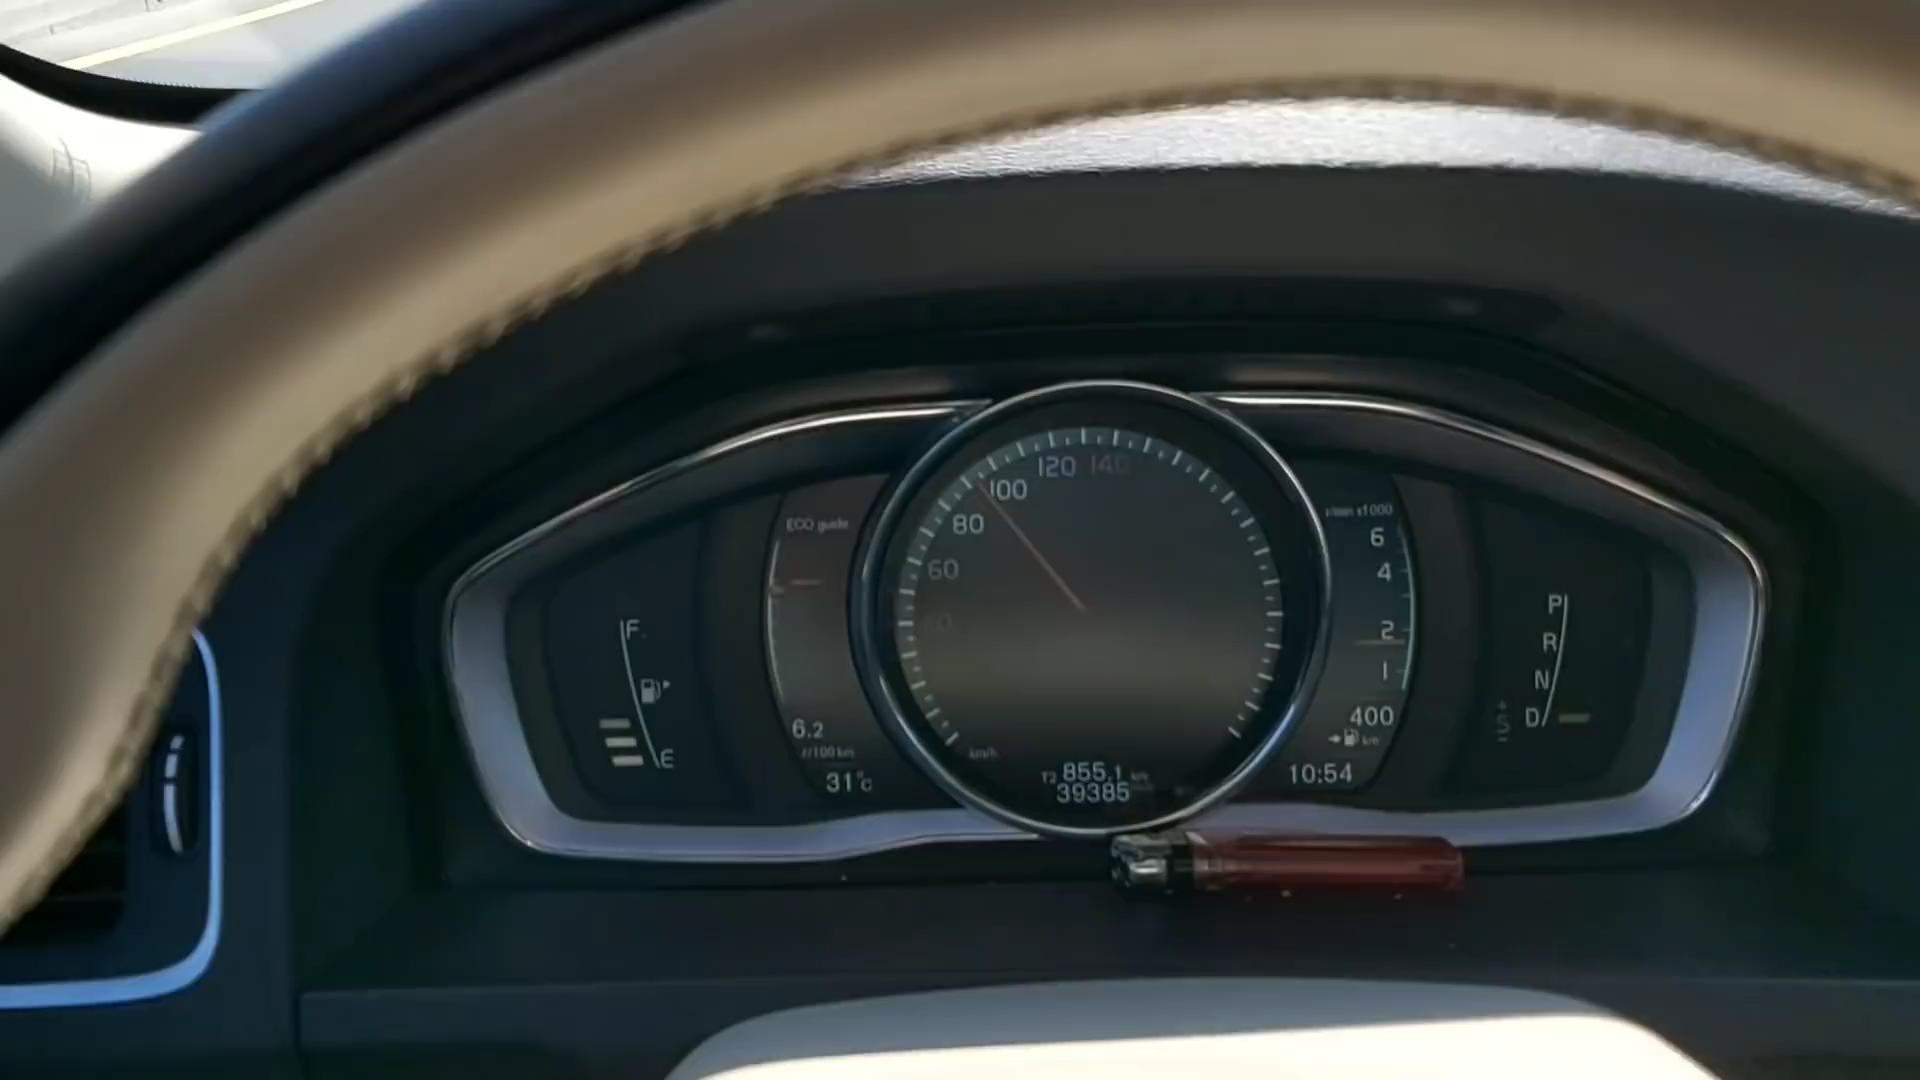 120 140
100
80
60
ECO guide
6.2
l/100 km
31°C
F
E
km/h
T2 855.1 km
39385
r/min x1000
6
4
2
1
400
km
10:54
P
R
N
D
+
S
-